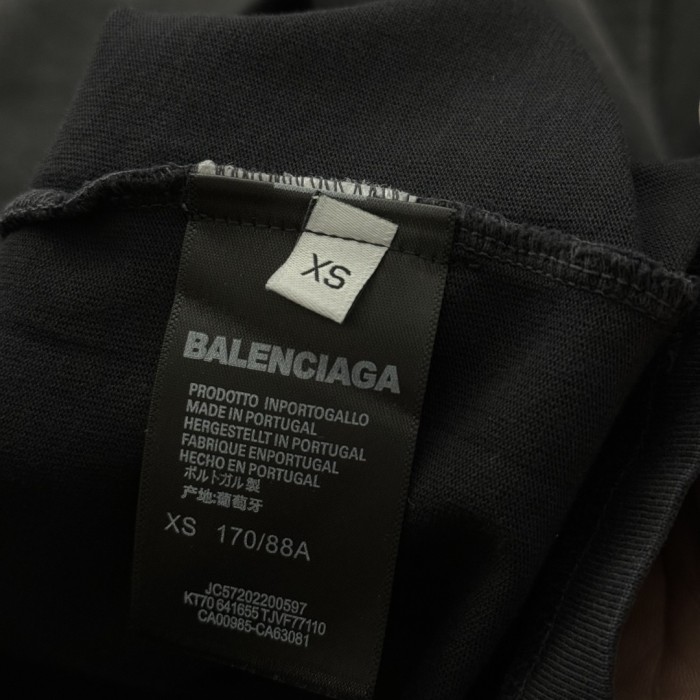 XS
BALENCIAGA
PRODOTTO INPORTOGALLO
MADE IN PORTUGAL
HERGESTELLT IN PORTUGAL
FABRIQUE ENPORTUGAL
HECHO EN PORTUGAL
ポルトガル製
产地:葡萄牙
XS 170/88A
JC57202200597
KT70 641655 TJVF77110
CA00985-CA63081